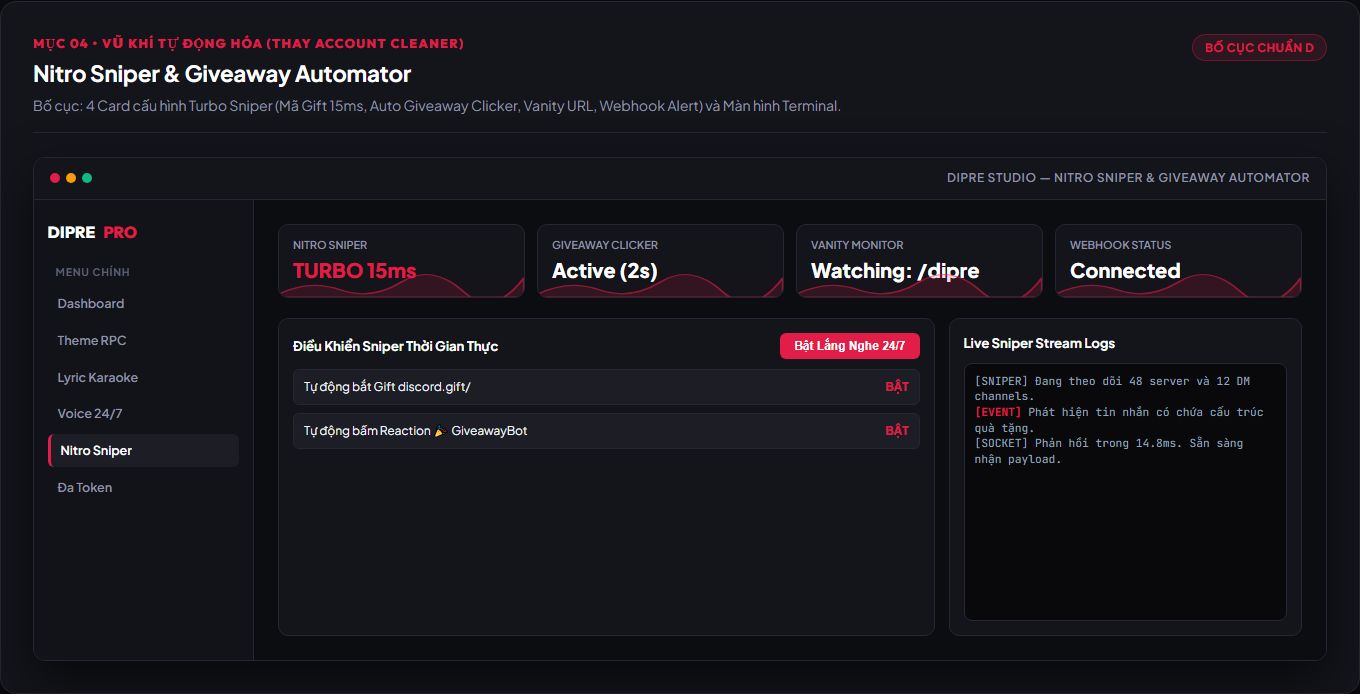 MỤC 04 • VŨ KHÍ TỰ ĐỘNG HÓA (THAY ACCOUNT CLEANER)
BỐ CỤC CHUẨN D
Nitro Sniper & Giveaway Automator
Bố cục: 4 Card cấu hình Turbo Sniper (Mã Gift 15ms, Auto Giveaway Clicker, Vanity URL, Webhook Alert) và Màn hình Terminal.
DIPRE STUDIO — NITRO SNIPER & GIVEAWAY AUTOMATOR
DIPRE PRO
MENU CHÍNH
Dashboard
Theme RPC
Lyric Karaoke
Voice 24/7
Nitro Sniper
Đa Token
NITRO SNIPER
TURBO 15ms
GIVEAWAY CLICKER
Active (2s)
VANITY MONITOR
Watching: /dipre
WEBHOOK STATUS
Connected
Điều Khiển Sniper Thời Gian Thực
Bật Lắng Nghe 24/7
Tự động bắt Gift discord.gift/
BẬT
Tự động bấm Reaction 🎉 GiveawayBot
BẬT
Live Sniper Stream Logs
[SNIPER] Đang theo dõi 48 server và 12 DM
channels.
[EVENT] Phát hiện tin nhắn có chứa cấu trúc
quà tặng.
[SOCKET] Phản hồi trong 14.8ms. Sẵn sàng
nhận payload.